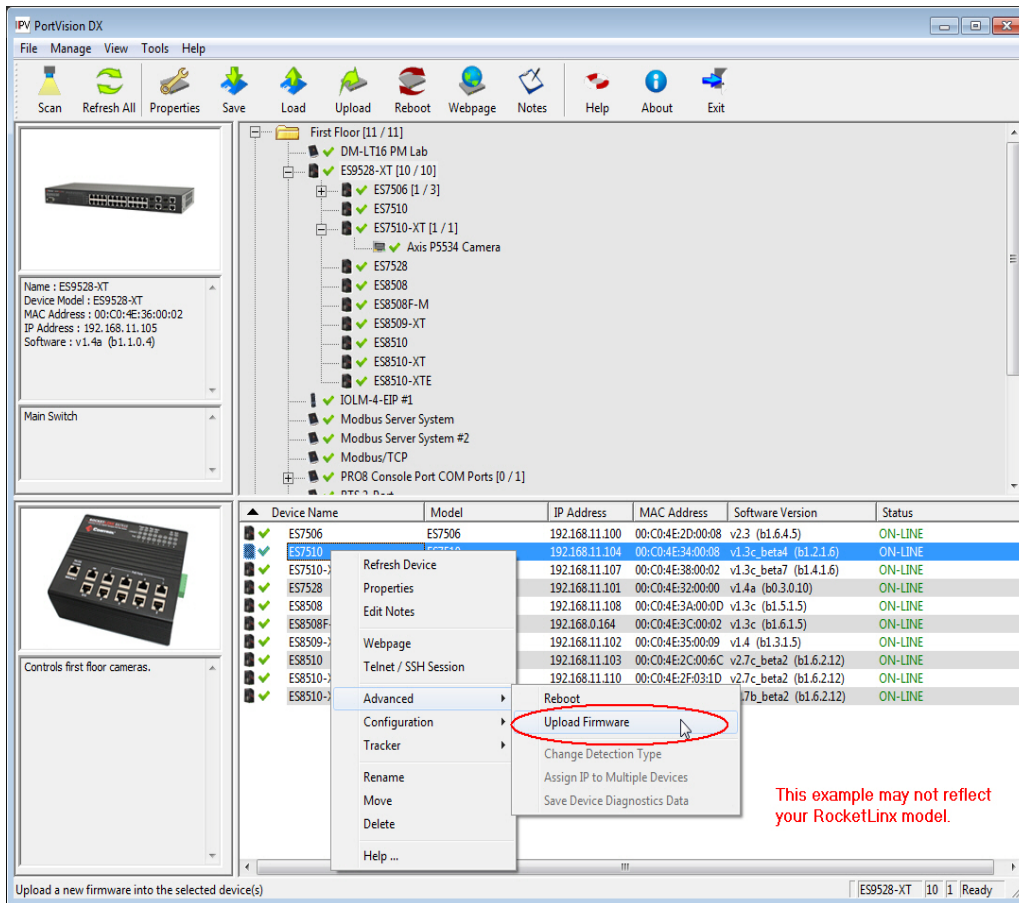 IPV PortVision DX
File Manage View Tools Help
Scan Refresh All Properties Save Load Upload Reboot Webpage Notes Help About Exit
First Floor [11 / 11]
DM-LT16 PM Lab
ES9528-XT [10 / 10]
ES7506 [1 / 3]
ES7510
ES7510-XT [1 / 1]
Axis P5534 Camera
ES7528
ES8508
ES8508F-M
ES8509-XT
ES8510
ES8510-XT
ES8510-XTE
IOLM-4-EIP #1
Modbus Server System
Modbus Server System #2
Modbus/TCP
PRO8 Console Port COM Ports [0 / 1]
Name : ES9528-XT
Device Model : ES9528-XT
MAC Address : 00:C0:4E:36:00:02
IP Address : 192.168.11.105
Software : v1.4a (b1.1.0.4)
Main Switch
Device Name Model IP Address MAC Address Software Version Status
ES7506 ES7506 192.168.11.100 00:C0:4E:2D:00:08 v2.3 (b1.6.4.5) ON-LINE
ES7510 192.168.11.104 00:C0:4E:34:00:08 v1.3c_beta4 (b1.2.1.6) ON-LINE
ES7510-X 192.168.11.107 00:C0:4E:38:00:02 v1.3c_beta7 (b1.4.1.6) ON-LINE
ES7528 192.168.11.101 00:C0:4E:32:00:00 v1.4a (b0.3.0.10) ON-LINE
ES8508 192.168.11.108 00:C0:4E:3A:00:0D v1.3c (b1.5.1.5) ON-LINE
ES8508F- 192.168.0.164 00:C0:4E:3C:00:02 v1.3c (b1.6.1.5) ON-LINE
ES8509-X 192.168.11.102 00:C0:4E:35:00:09 v1.4 (b1.3.1.5) ON-LINE
ES8510 192.168.11.103 00:C0:4E:2C:00:6C v2.7c_beta2 (b1.6.2.12) ON-LINE
ES8510-X 192.168.11.110 00:C0:4E:2F:03:1D v2.7c_beta2 (b1.6.2.12) ON-LINE
ES8510-X .7b_beta2 (b1.6.2.12) ON-LINE
Controls first floor cameras.
Refresh Device
Properties
Edit Notes
Webpage
Telnet / SSH Session
Advanced
Configuration
Tracker
Rename
Move
Delete
Help ...
Reboot
Upload Firmware
Change Detection Type
Assign IP to Multiple Devices
Save Device Diagnostics Data
This example may not reflect
your RocketLinx model.
Upload a new firmware into the selected device(s) ES9528-XT 10 1 Ready